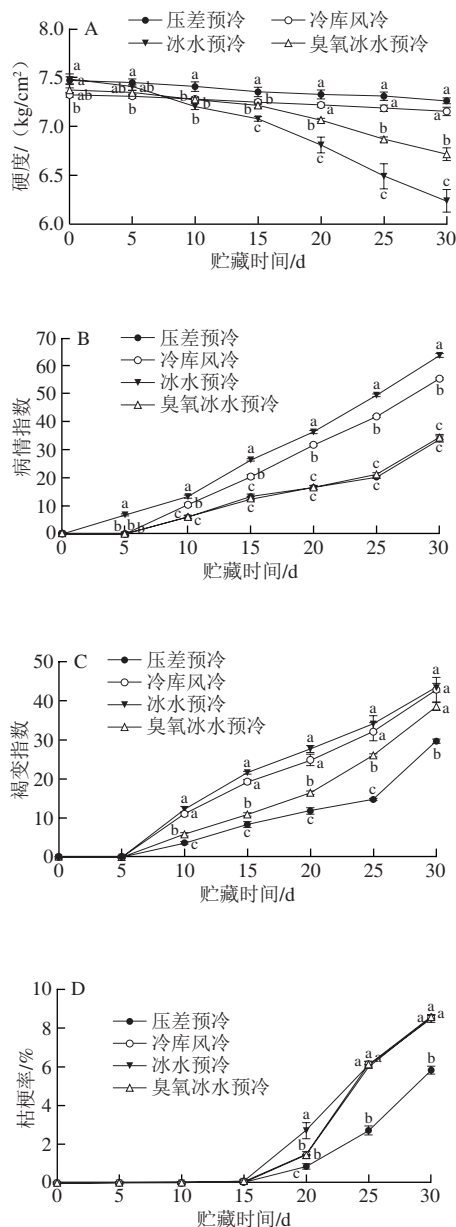 A
压差预冷 冷库风冷
冰水预冷 臭氧冰水预冷
8.0
7.5
7.0
6.5
6.0
硬度/（kg/cm²）
a a a a a a a
a ab ab b b a a a
ab b b b b b b
b b b c c c c
0 5 10 15 20 25 30
贮藏时间/d
B
压差预冷
冷库风冷
冰水预冷
臭氧冰水预冷
70
60
50
40
30
20
10
0
病情指数
a a a a a a
b b b b b b b b
c c c c c c c c c c
0 5 10 15 20 25 30
贮藏时间/d
C
压差预冷
冷库风冷
冰水预冷
臭氧冰水预冷
50
40
30
20
10
0
褐变指数
a a a a a
a a a a a a
b b b b b
c c c c
0 5 10 15 20 25 30
贮藏时间/d
D
压差预冷
冷库风冷
冰水预冷
臭氧冰水预冷
10
8
6
4
2
0
枯梗率/%
a a a
a a a a
b b b b
c
0 5 10 15 20 25 30
贮藏时间/d